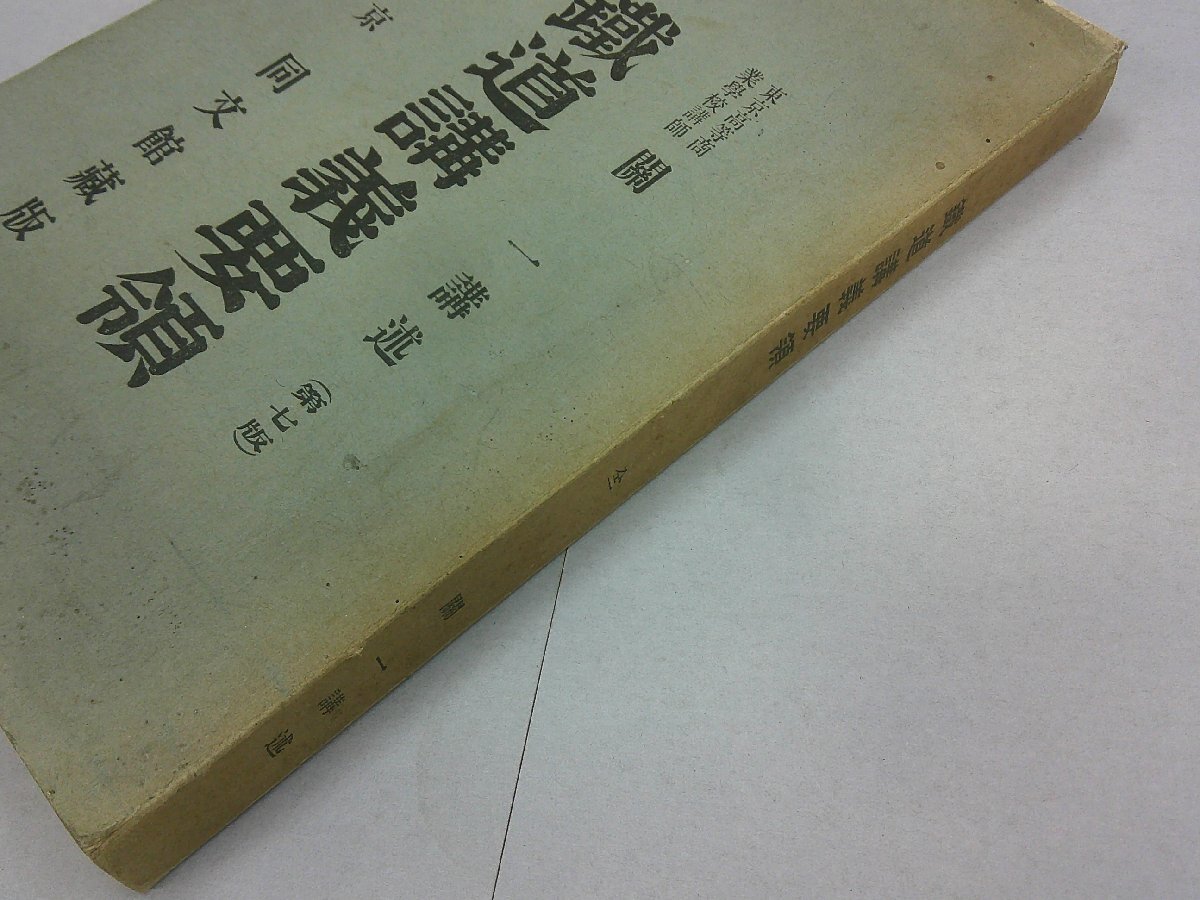 東京高等商
業學校講師
關一講述
鐵道講義要領
(第七版)
京同文館藏版
鐵道講義要領
全
關一講述